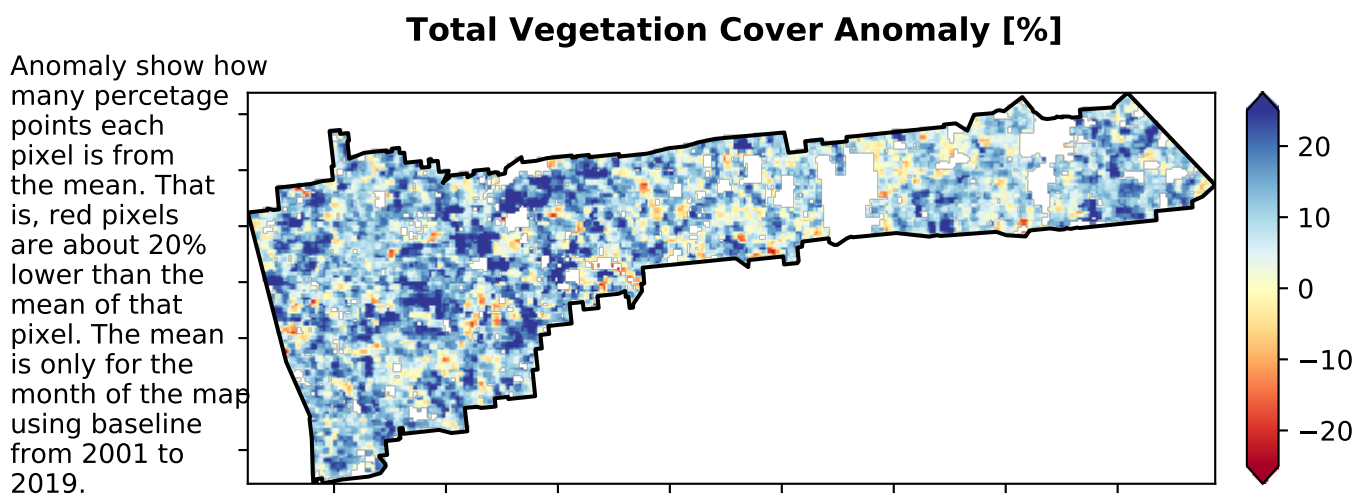 Total Vegetation Cover Anomaly [%]
Anomaly show how
many percetage
points each
pixel is from
the mean. That
is, red pixels
are about 20%
lower than the
mean of that
pixel. The mean
is only for the
month of the map
using baseline
from 2001 to
2019.
20
10
0
−10
−20